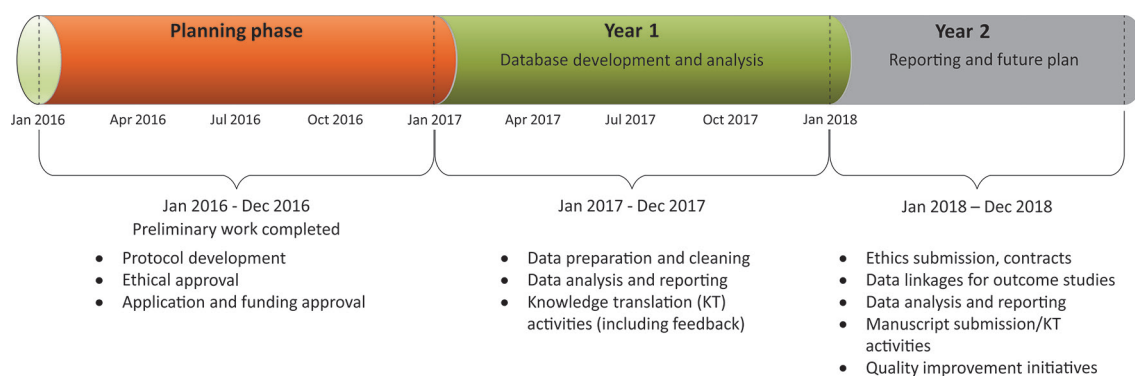 Planning phase
Year 1
Year 2
Database development and analysis
Reporting and future plan
Jan 2016
Apr 2016
Jul 2016
Oct 2016
Jan 2017
Apr 2017
Jul 2017
Oct 2017
Jan 2018
Jan 2016 - Dec 2016
Preliminary work completed
● Protocol development
● Ethical approval
● Application and funding approval
Jan 2017 - Dec 2017
● Data preparation and cleaning
● Data analysis and reporting
● Knowledge translation (KT)
activities (including feedback)
Jan 2018 – Dec 2018
● Ethics submission, contracts
● Data linkages for outcome studies
● Data analysis and reporting
● Manuscript submission/KT
activities
● Quality improvement initiatives